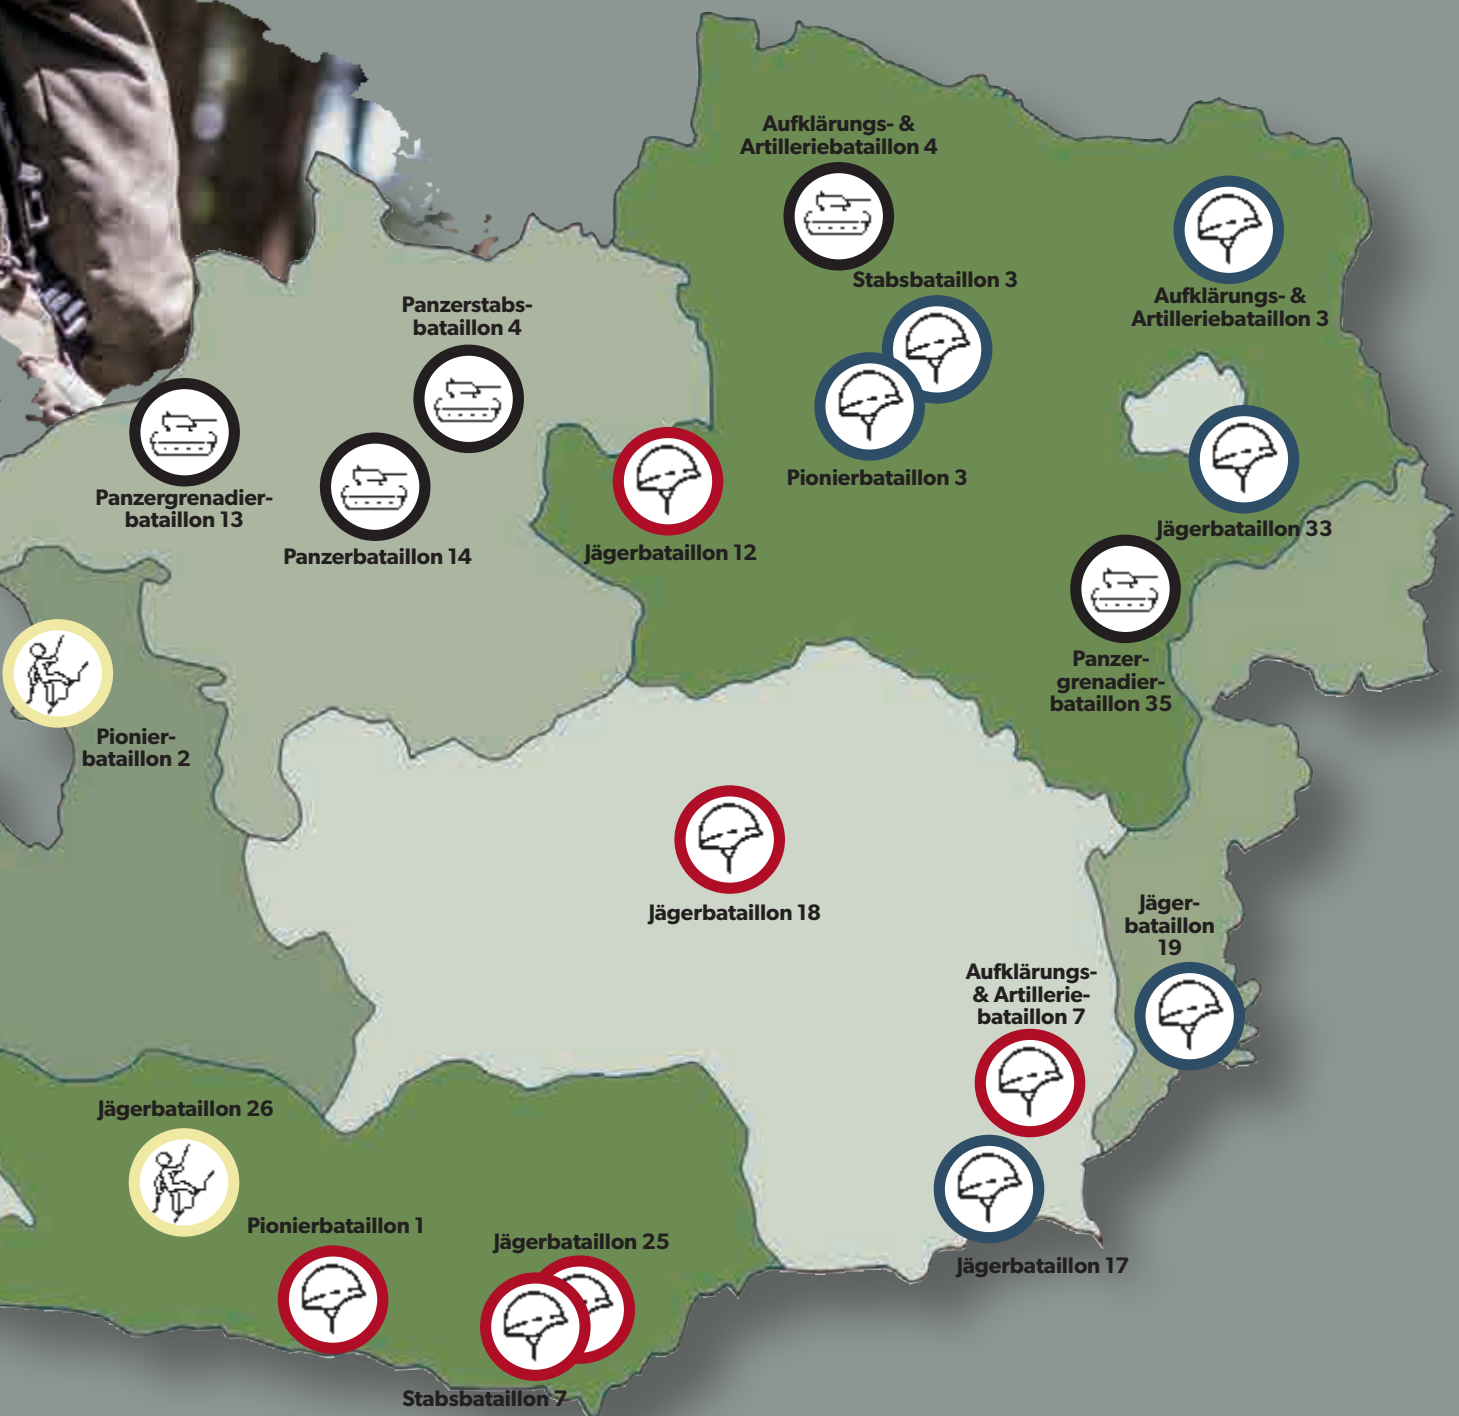 Aufklärungs- &
Artilleriebataillon 4
Stabsbataillon 3
Aufklärungs- &
Artilleriebataillon 3
Panzerstabs-
bataillon 4
Pionierbataillon 3
Panzergrenadier-
bataillon 13
Panzerbataillon 14
Jägerbataillon 12
Jägerbataillon 33
Panzer-
grenadier-
bataillon 35
Pionier-
bataillon 2
Jägerbataillon 18
Jäger-
bataillon
19
Aufklärungs-
& Artillerie-
bataillon 7
Jägerbataillon 26
Pionierbataillon 1
Jägerbataillon 25
Jägerbataillon 17
Stabsbataillon 7